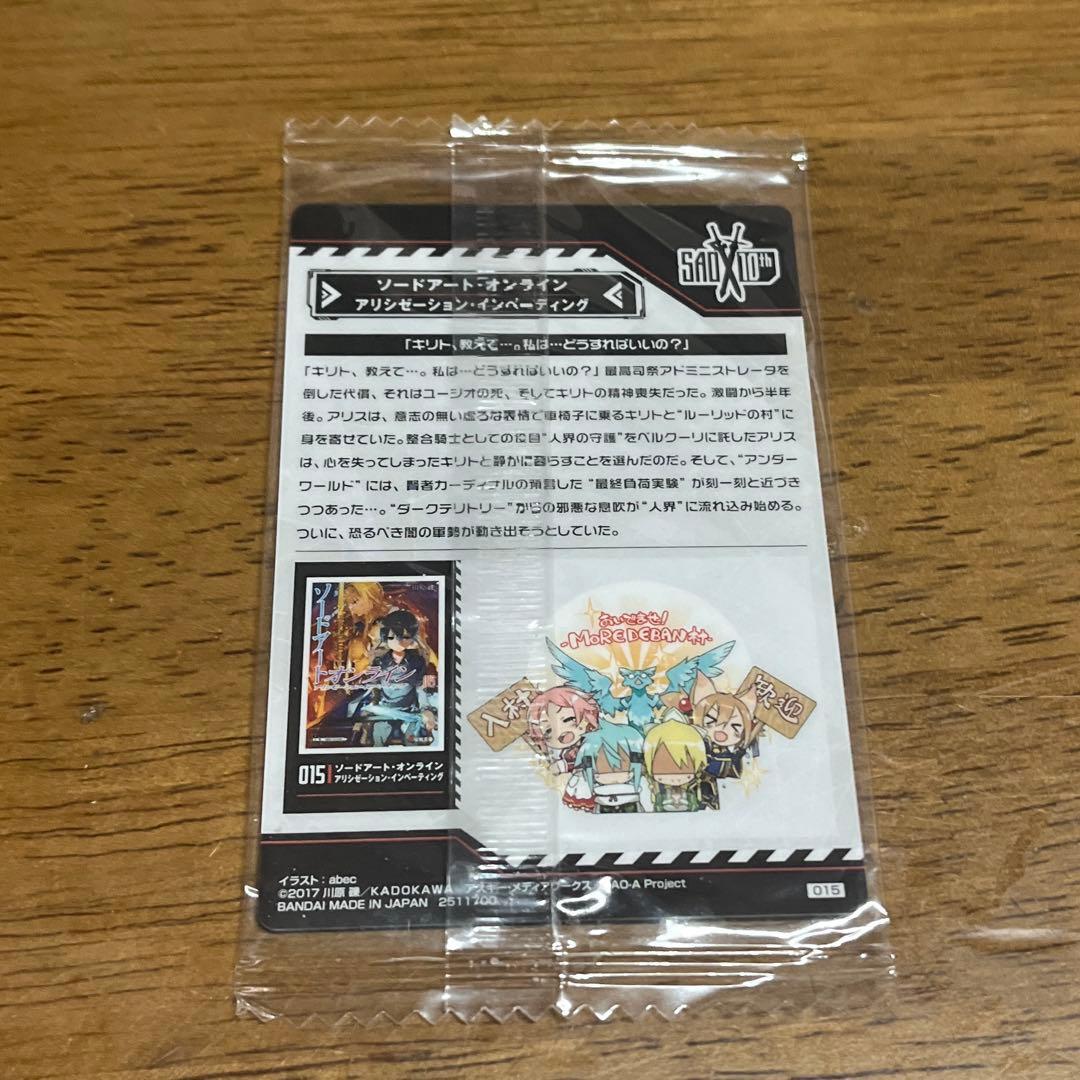 SAO 10th
ソードアート・オンライン
アリシゼーション・インベーディング
「キリト、教えて…。私は…どうすればいいの？」
「キリト、教えて…。私は…どうすればいいの？」最高司祭アドミニストレータを
倒した代償、それはユージオの死、そしてキリトの精神喪失だった。激闘から半年
後。アリスは、意志の無い虚ろな表情で車椅子に乗るキリトと“ルーリッドの村”に
身を寄せていた。整合騎士としての役目“人界の守護”をベルクーリに託したアリス
は、心を失ってしまったキリトと静かに暮らすことを選んだのだ。そして、“アンダー
ワールド”には、賢者カーディナルの預言した“最終負荷実験”が刻一刻と近づき
つつあった…。“ダークテリトリー”からの邪悪な息吹が“人界”に流れ込み始める。
ついに、恐るべき闇の軍勢が動き出そうとしていた。
ソードアート・オンライン
15
015 ソードアート・オンライン
アリシゼーション・インベーディング
おいでませ！
-MOREDEBAN村-
入村
歓迎
イラスト：abec
©2017 川原 礫／KADOKAWA アスキー・メディアワークス／SAO-A Project
BANDAI MADE IN JAPAN 2511700
015